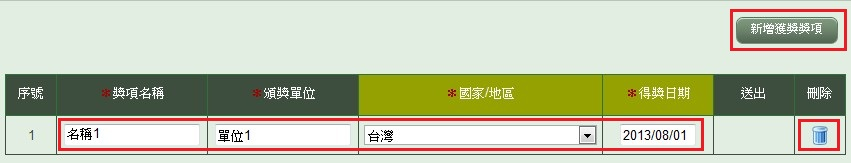 新增獲獎獎項
序號 *獎項名稱 *頒獎單位 *國家/地區 *得獎日期 送出 刪除
1 名稱1 單位1 台灣 2013/08/01